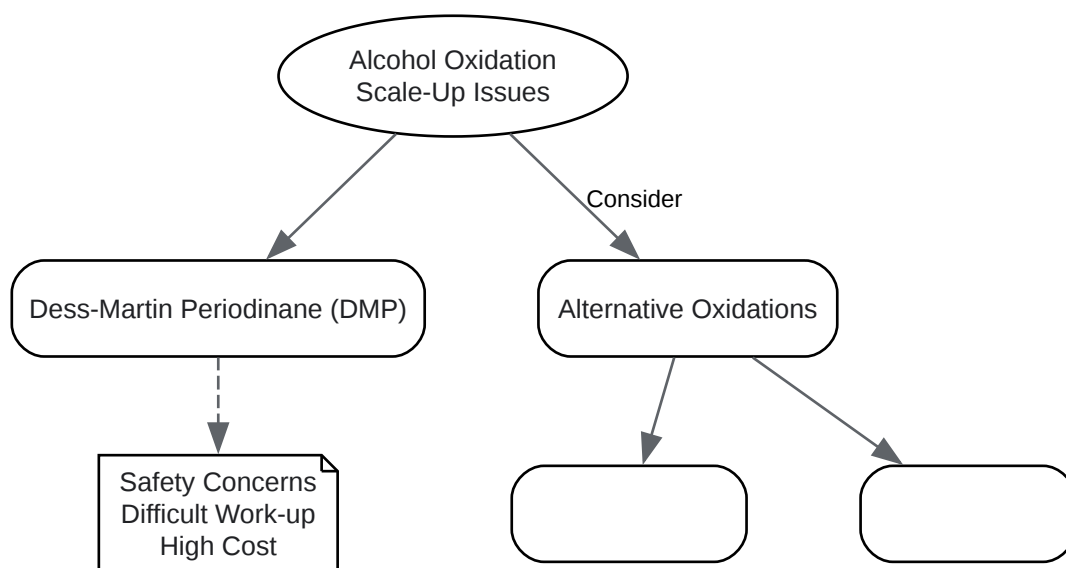 Alcohol Oxidation
Scale-Up Issues
Consider
Dess-Martin Periodinane (DMP)
Alternative Oxidations
Safety Concerns
Difficult Work-up
High Cost